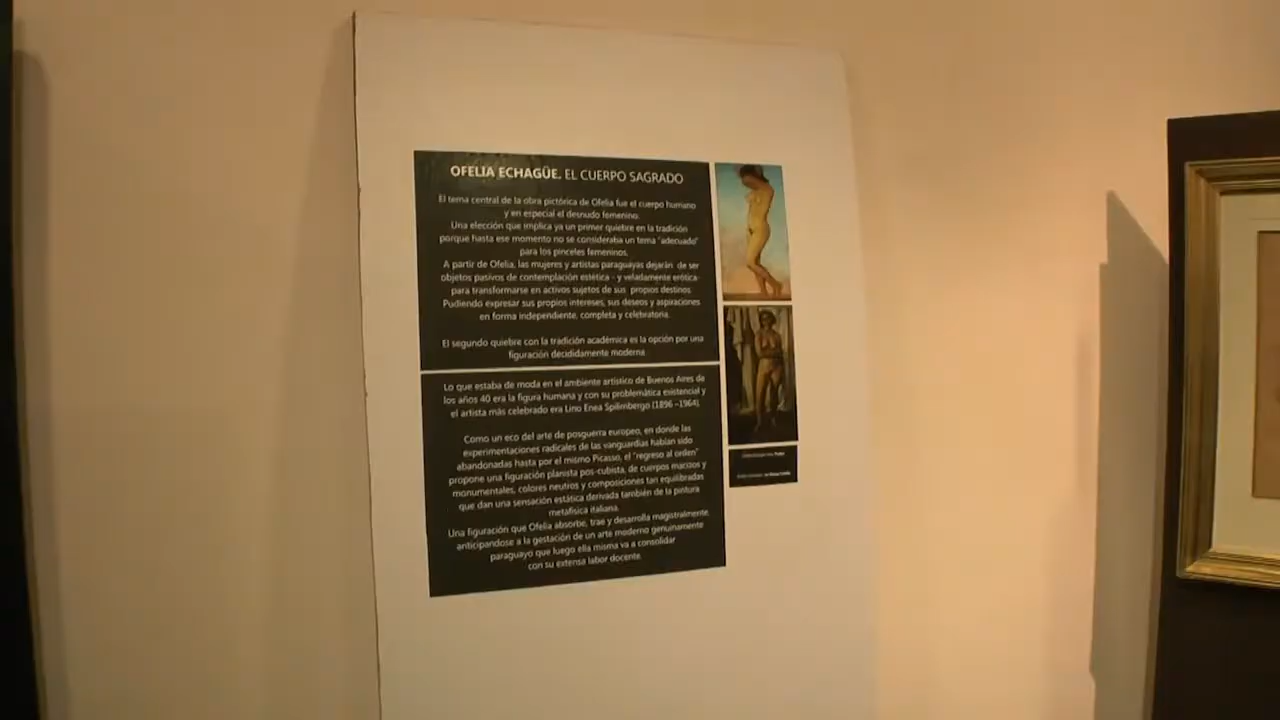 OFELIA ECHAGÜE. EL CUERPO SAGRADO
El tema central de la obra pictórica de Ofelia fue el cuerpo humano
y en especial el desnudo femenino.
Una elección que implica ya un primer quiebre en la tradición
porque hasta ese momento no se consideraba un tema "adecuado"
para los pinceles femeninos.
A partir de Ofelia, las mujeres y artistas paraguayas dejarán de ser
objetos pasivos de contemplación estética - y veladamente erótica-
para transformarse en activos sujetos de sus propios destinos.
Pudiendo expresar sus propios intereses, sus deseos y aspiraciones
en forma independiente, completa y celebratoria.
El segundo quiebre con la tradición académica es la opción por una
figuración decididamente moderna.
Lo que estaba de moda en el ambiente artístico de Buenos Aires de
los años 40 era la figura humana y con su problemática existencial y
el artista más celebrado era Lino Enea Spilimbergo (1896 -1964).
Como un eco del arte de posguerra europeo, en donde las
experimentaciones radicales de las vanguardias habían sido
abandonadas hasta por el mismo Picasso, el "regreso al orden"
propone una figuración planista pos-cubista, de cuerpos macizos y
monumentales, colores neutros y composiciones tan equilibradas
que dan una sensación estática derivada también de la pintura
metafísica italiana.
Una figuración que Ofelia absorbe, trae y desarrolla magistralmente
anticipandose a la gestación de un arte moderno genuinamente
paraguayo que luego ella misma va a consolidar
con su extensa labor docente.